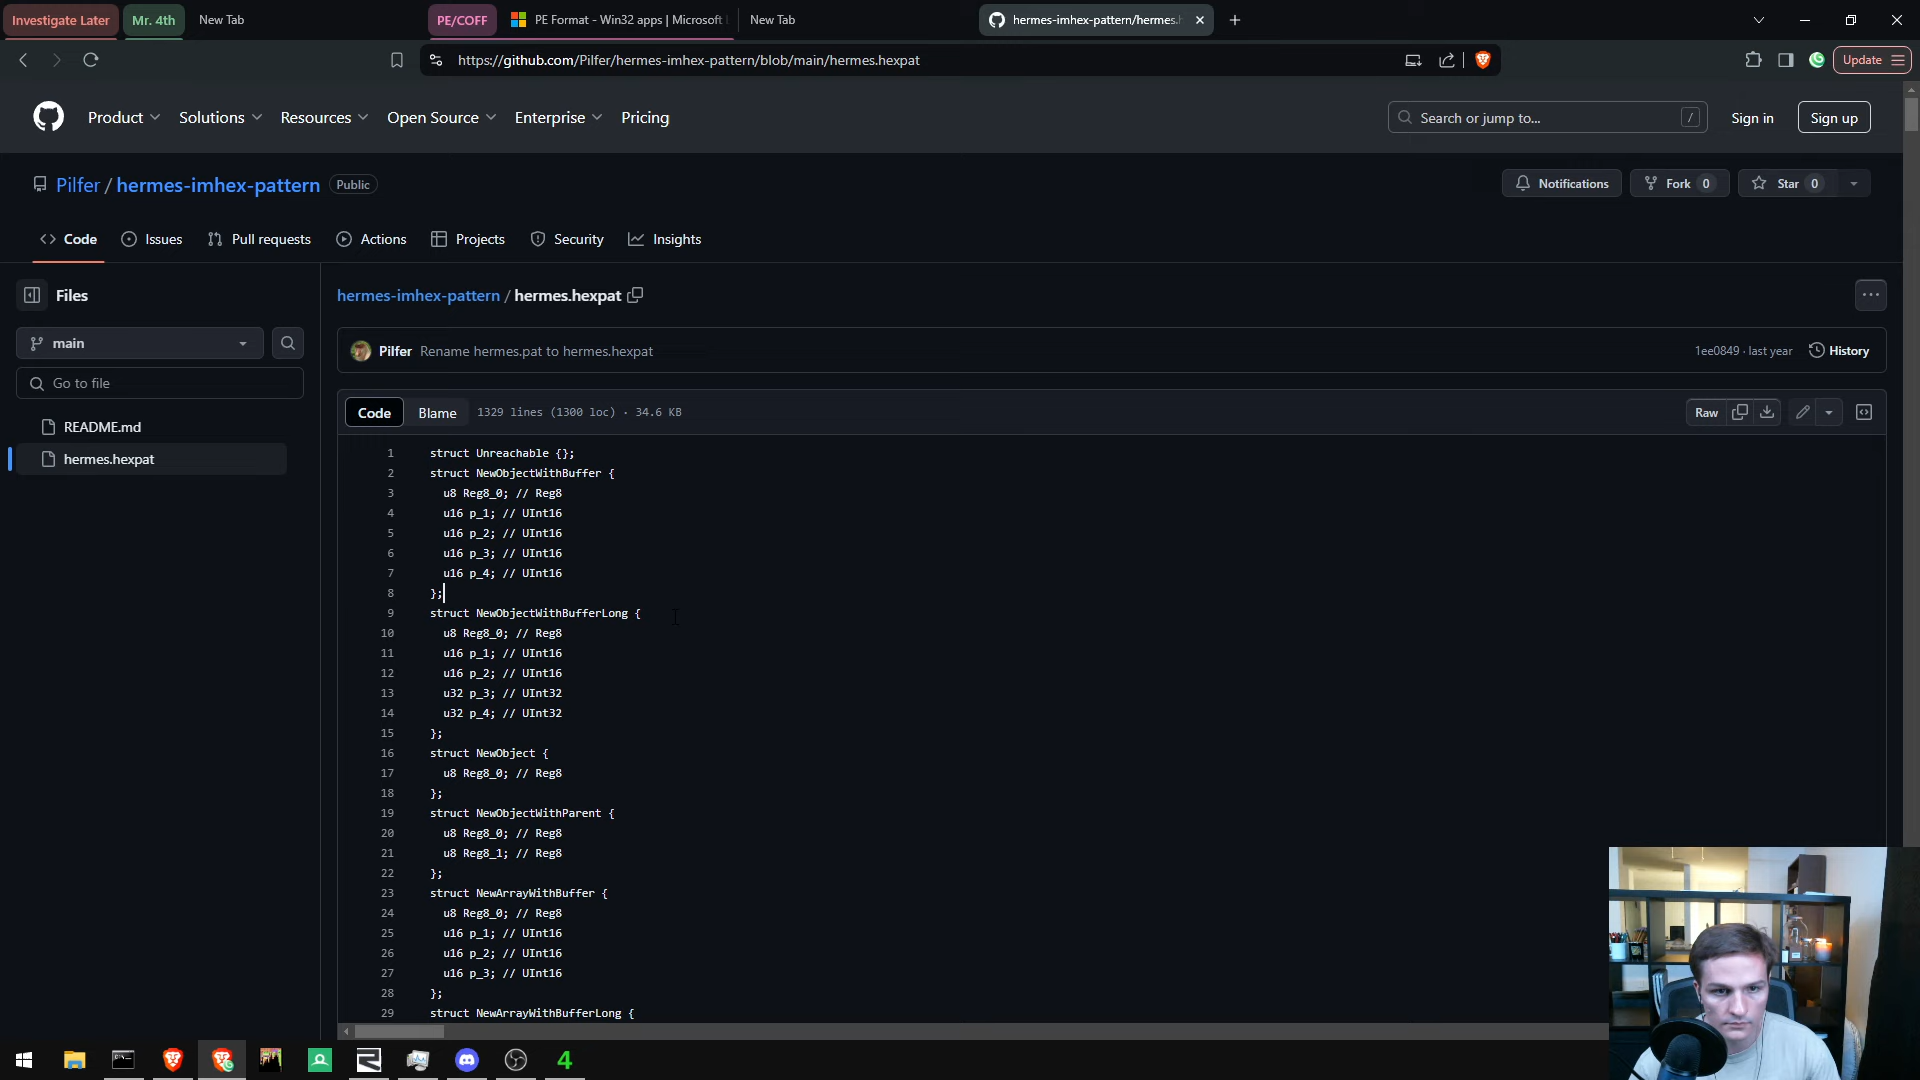 Investigate Later
Mr. 4th
New Tab
PE/COFF
PE Format - Win32 apps | Microsoft
New Tab
hermes-imhex-pattern/hermes.h
https://github.com/Pilfer/hermes-imhex-pattern/blob/main/hermes.hexpat
Update
Product
Solutions
Resources
Open Source
Enterprise
Pricing
Search or jump to...
/
Sign in
Sign up
Pilfer / hermes-imhex-pattern
Public
Notifications
Fork 0
Star 0
Code
Issues
Pull requests
Actions
Projects
Security
Insights
Files
main
Go to file
README.md
hermes.hexpat
hermes-imhex-pattern / hermes.hexpat
Pilfer Rename hermes.pat to hermes.hexpat
1ee0849 · last year
History
Code
Blame
1329 lines (1300 loc) · 34.6 KB
Raw
1 struct Unreachable {};
2 struct NewObjectWithBuffer {
3 u8 Reg8_0; // Reg8
4 u16 p_1; // UInt16
5 u16 p_2; // UInt16
6 u16 p_3; // UInt16
7 u16 p_4; // UInt16
8 };
9 struct NewObjectWithBufferLong {
10 u8 Reg8_0; // Reg8
11 u16 p_1; // UInt16
12 u16 p_2; // UInt16
13 u32 p_3; // UInt32
14 u32 p_4; // UInt32
15 };
16 struct NewObject {
17 u8 Reg8_0; // Reg8
18 };
19 struct NewObjectWithParent {
20 u8 Reg8_0; // Reg8
21 u8 Reg8_1; // Reg8
22 };
23 struct NewArrayWithBuffer {
24 u8 Reg8_0; // Reg8
25 u16 p_1; // UInt16
26 u16 p_2; // UInt16
27 u16 p_3; // UInt16
28 };
29 struct NewArrayWithBufferLong {
4